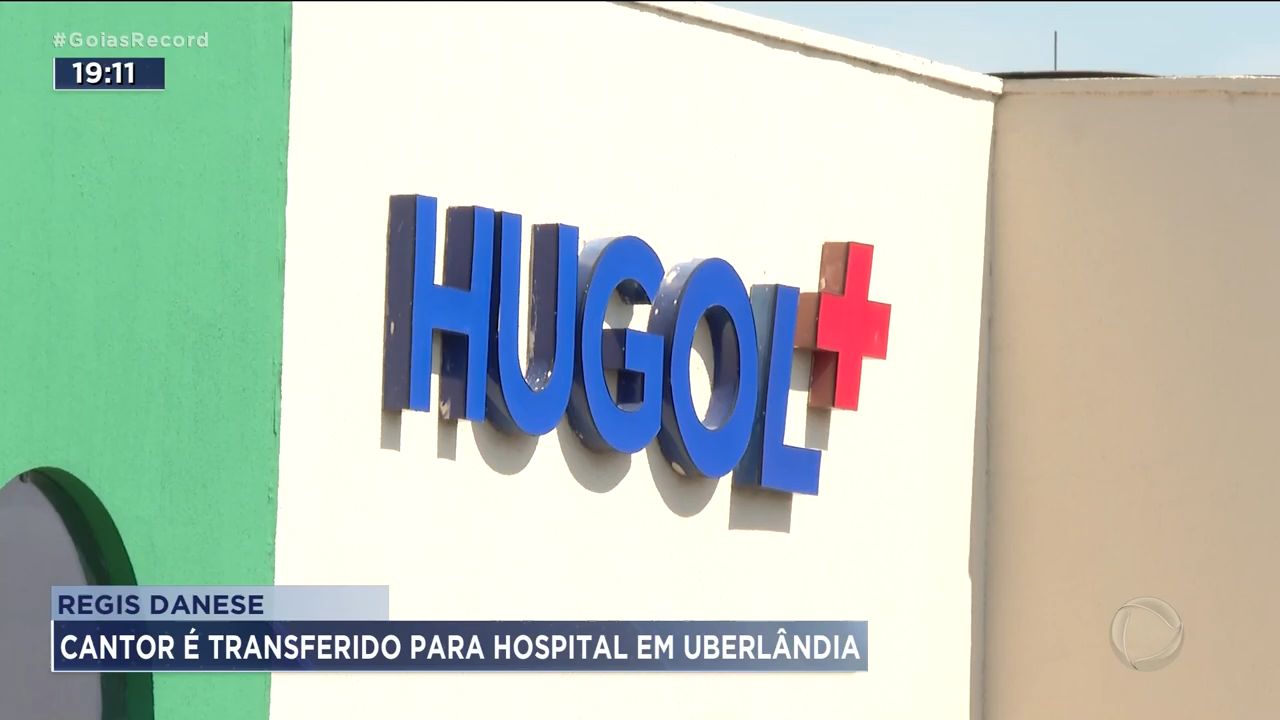 #GoiasRecord
19:11
HUGOL
REGIS DANESE
CANTOR É TRANSFERIDO PARA HOSPITAL EM UBERLÂNDIA